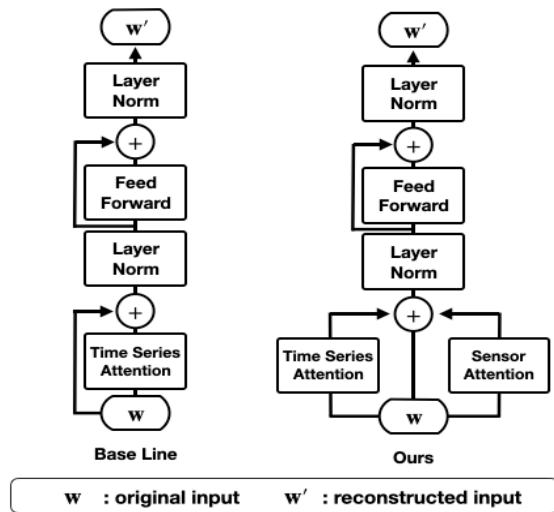 w′
Layer
Norm
+
Feed
Forward
Layer
Norm
+
Time Series
Attention
w
Base Line
w′
Layer
Norm
+
Feed
Forward
Layer
Norm
+
Time Series
Attention
Sensor
Attention
w
Ours
w : original input w′ : reconstructed input